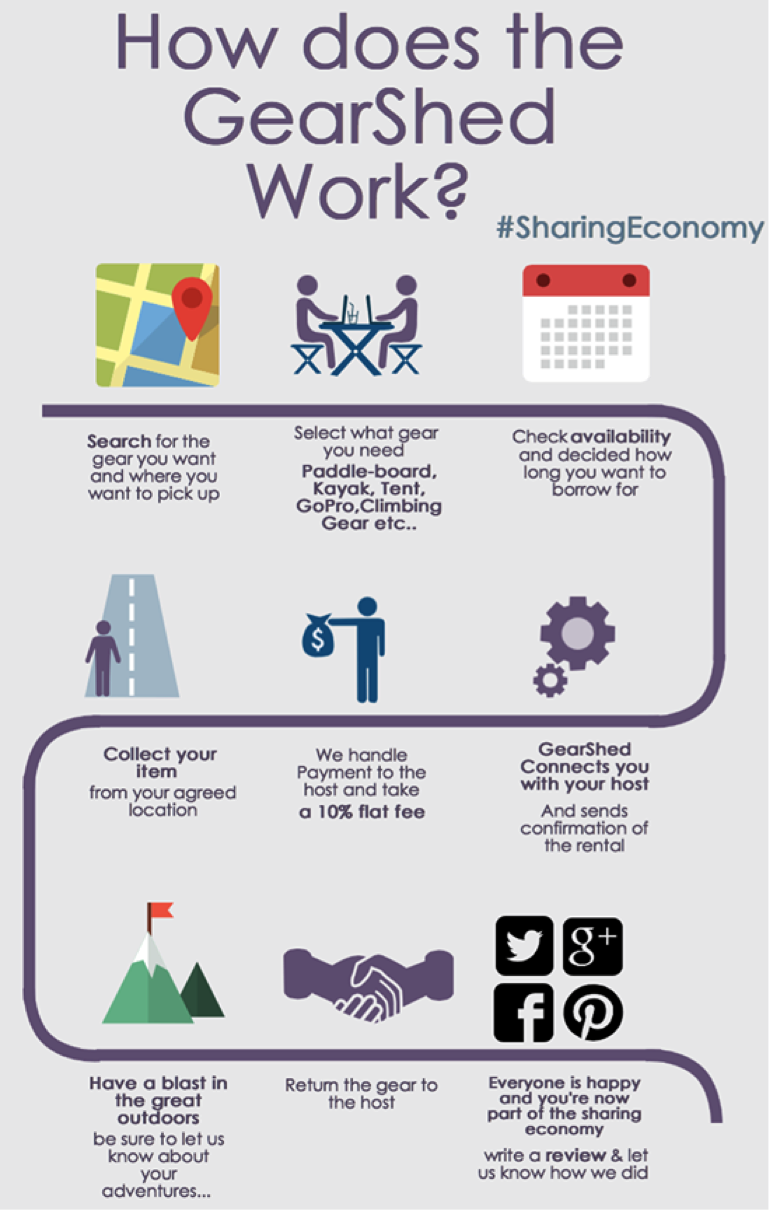 How does the
GearShed
Work?
#SharingEconomy
Search for the
gear you want
and where you
want to pick up
Select what gear
you need
Paddle-board,
Kayak, Tent,
GoPro,Climbing
Gear etc..
Check availability
and decided how
long you want to
borrow for
GearShed
Connects you
with your host
And sends
confirmation of
the rental
$
We handle
Payment to the
host and take
a 10% flat fee
Collect your
item
from your agreed
location
Have a blast in
the great
outdoors
be sure to let us
know about
your
adventures...
Return the gear to
the host
g+
Everyone is happy
and you're now
part of the sharing
economy
write a review & let
us know how we did